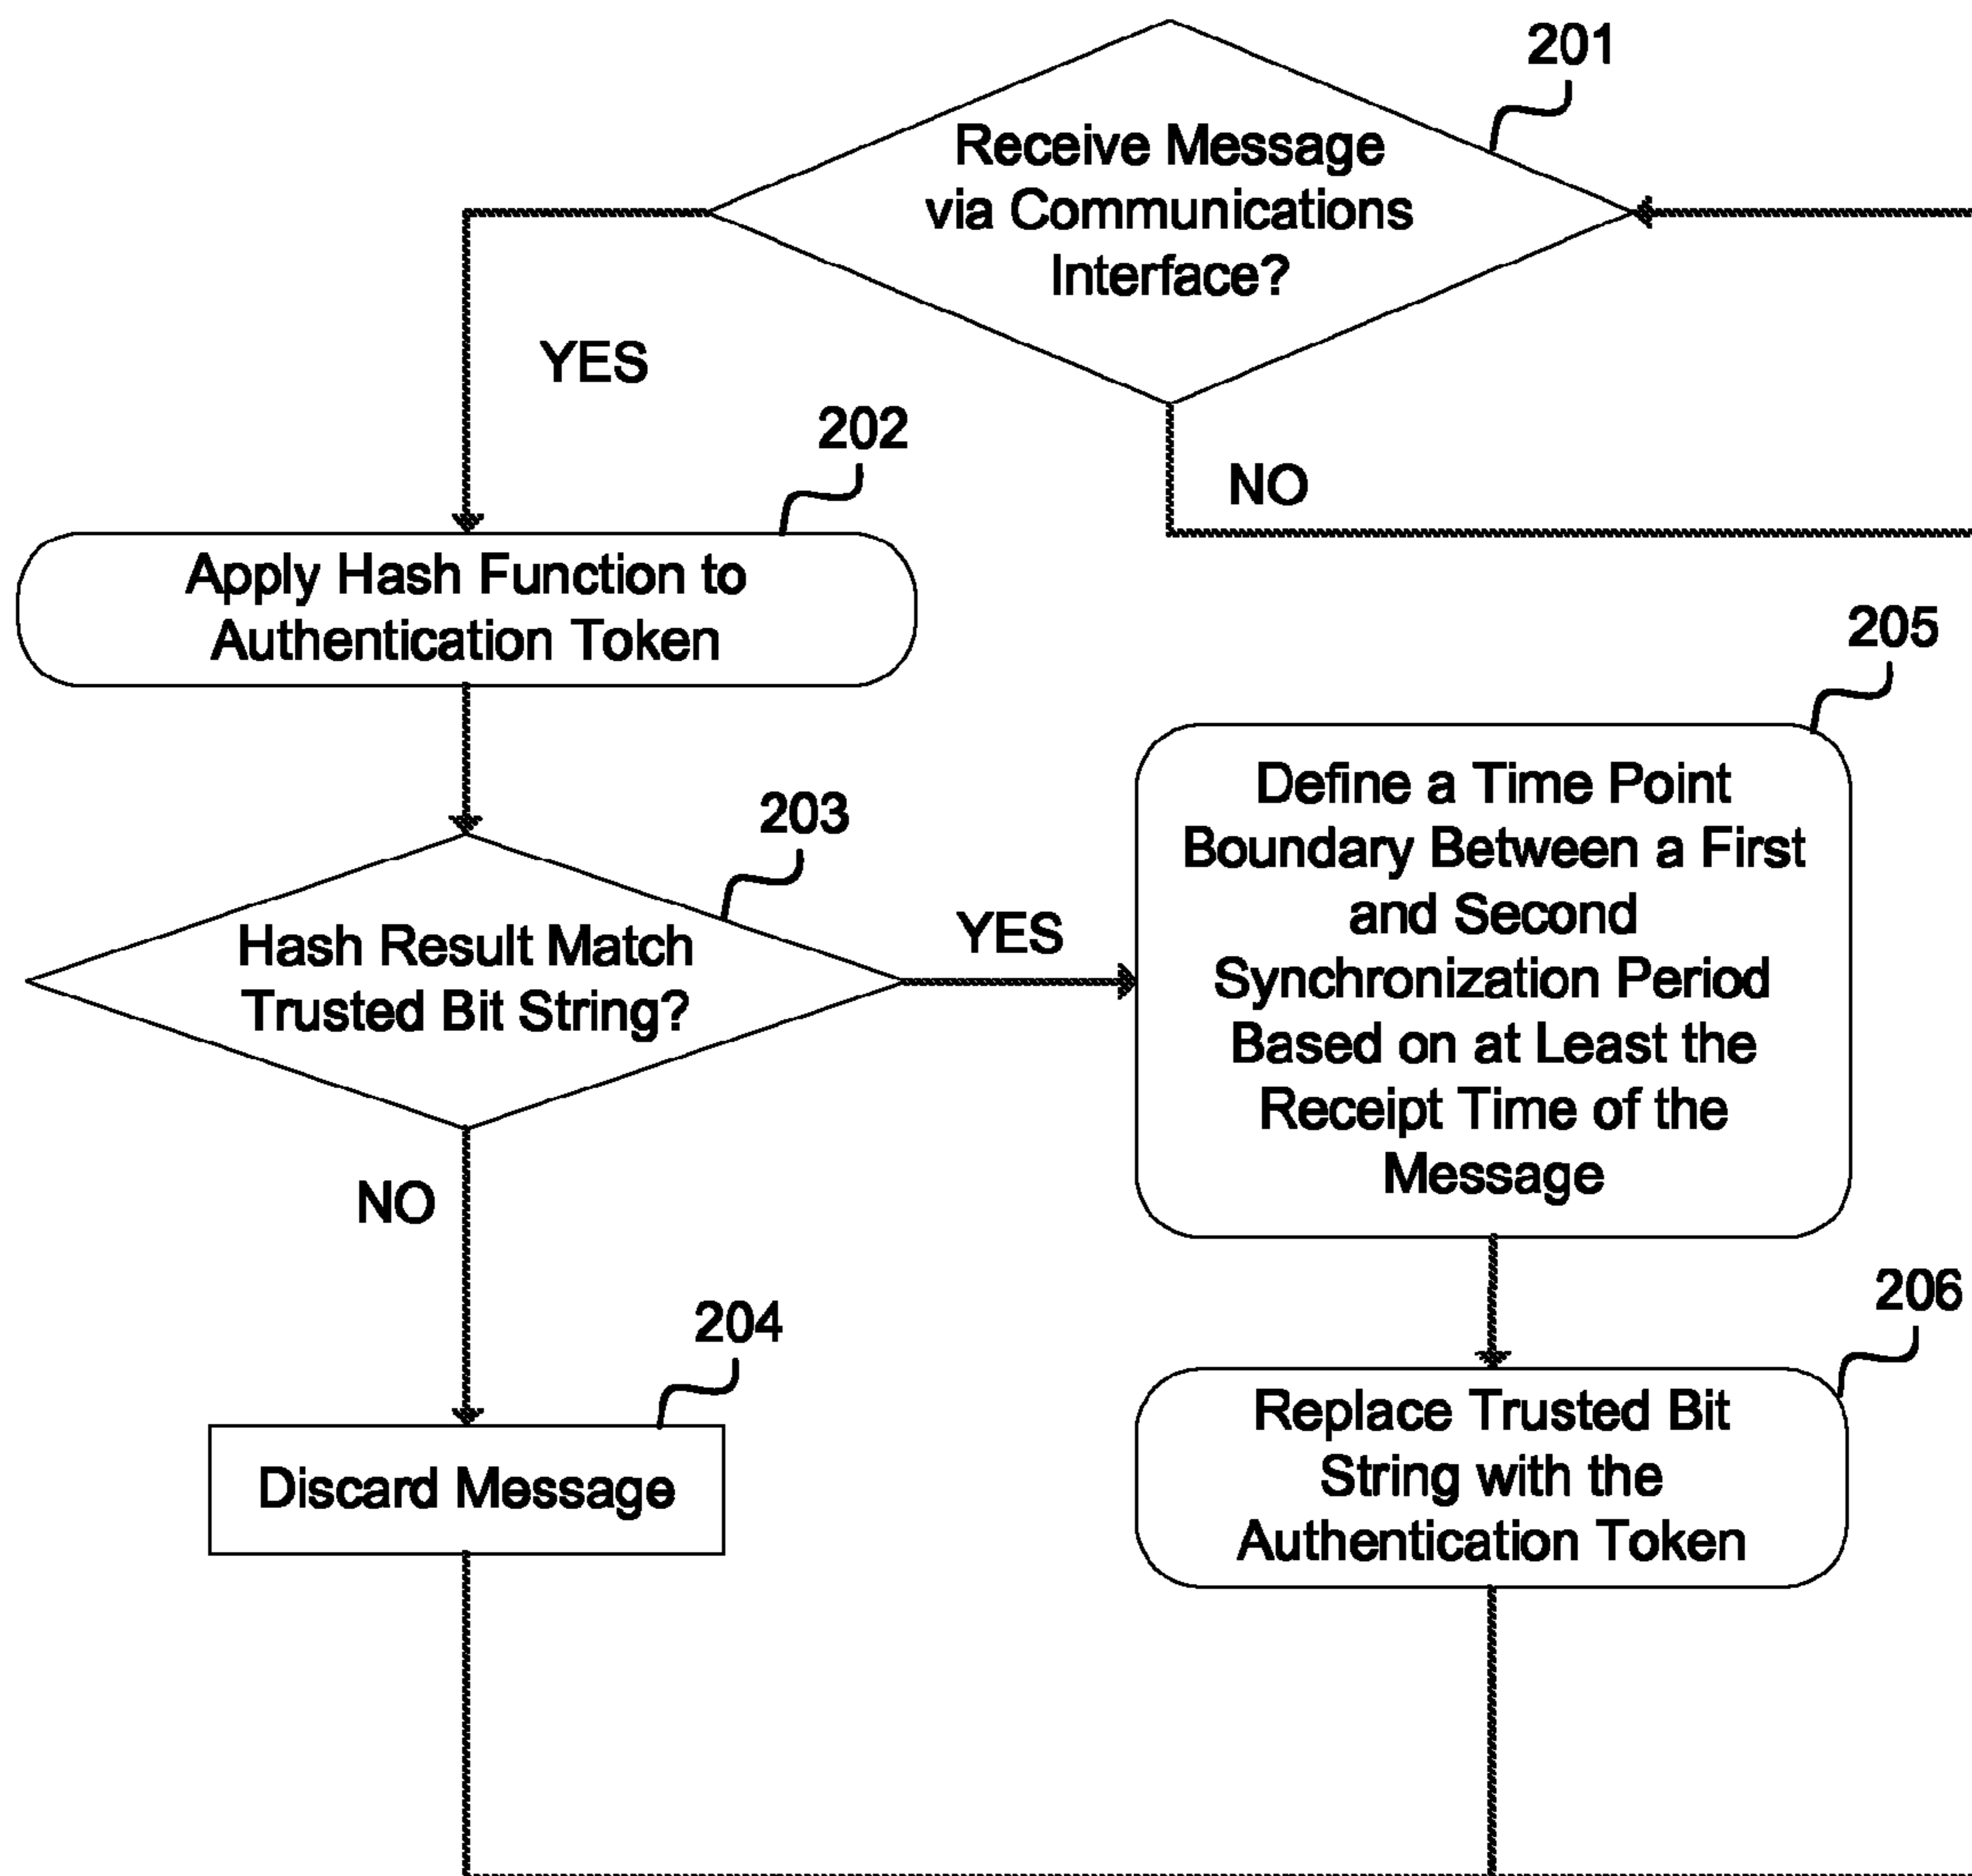 201
Receive Message
via Communications
Interface?
YES
NO
202
Apply Hash Function to
Authentication Token
203
Hash Result Match
Trusted Bit String?
YES
NO
204
Discard Message
205
Define a Time Point
Boundary Between a First
and Second
Synchronization Period
Based on at Least the
Receipt Time of the
Message
206
Replace Trusted Bit
String with the
Authentication Token